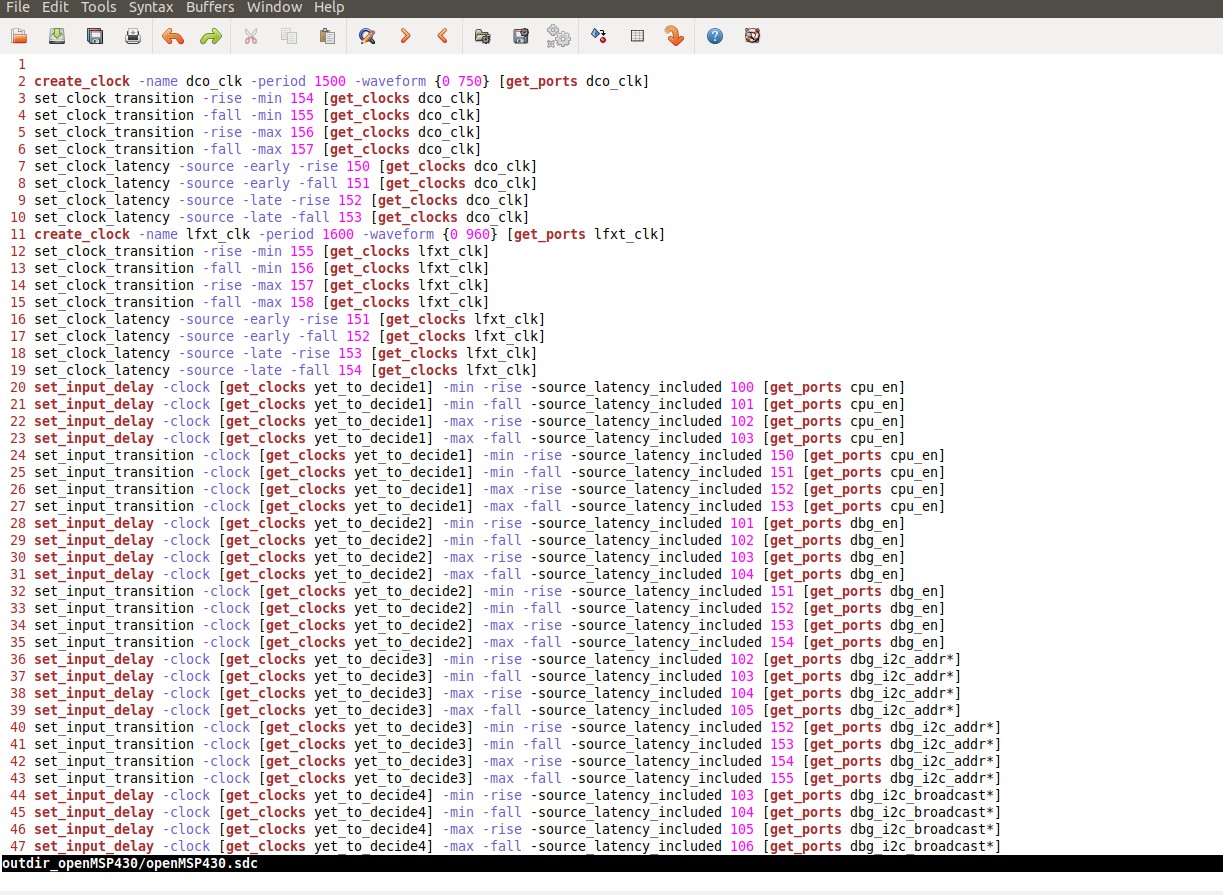 File Edit Tools Syntax Buffers Window Help
1
2 create_clock -name dco_clk -period 1500 -waveform {0 750} [get_ports dco_clk]
3 set_clock_transition -rise -min 154 [get_clocks dco_clk]
4 set_clock_transition -fall -min 155 [get_clocks dco_clk]
5 set_clock_transition -rise -max 156 [get_clocks dco_clk]
6 set_clock_transition -fall -max 157 [get_clocks dco_clk]
7 set_clock_latency -source -early -rise 150 [get_clocks dco_clk]
8 set_clock_latency -source -early -fall 151 [get_clocks dco_clk]
9 set_clock_latency -source -late -rise 152 [get_clocks dco_clk]
10 set_clock_latency -source -late -fall 153 [get_clocks dco_clk]
11 create_clock -name lfxt_clk -period 1600 -waveform {0 960} [get_ports lfxt_clk]
12 set_clock_transition -rise -min 155 [get_clocks lfxt_clk]
13 set_clock_transition -fall -min 156 [get_clocks lfxt_clk]
14 set_clock_transition -rise -max 157 [get_clocks lfxt_clk]
15 set_clock_transition -fall -max 158 [get_clocks lfxt_clk]
16 set_clock_latency -source -early -rise 151 [get_clocks lfxt_clk]
17 set_clock_latency -source -early -fall 152 [get_clocks lfxt_clk]
18 set_clock_latency -source -late -rise 153 [get_clocks lfxt_clk]
19 set_clock_latency -source -late -fall 154 [get_clocks lfxt_clk]
20 set_input_delay -clock [get_clocks yet_to_decide1] -min -rise -source_latency_included 100 [get_ports cpu_en]
21 set_input_delay -clock [get_clocks yet_to_decide1] -min -fall -source_latency_included 101 [get_ports cpu_en]
22 set_input_delay -clock [get_clocks yet_to_decide1] -max -rise -source_latency_included 102 [get_ports cpu_en]
23 set_input_delay -clock [get_clocks yet_to_decide1] -max -fall -source_latency_included 103 [get_ports cpu_en]
24 set_input_transition -clock [get_clocks yet_to_decide1] -min -rise -source_latency_included 150 [get_ports cpu_en]
25 set_input_transition -clock [get_clocks yet_to_decide1] -min -fall -source_latency_included 151 [get_ports cpu_en]
26 set_input_transition -clock [get_clocks yet_to_decide1] -max -rise -source_latency_included 152 [get_ports cpu_en]
27 set_input_transition -clock [get_clocks yet_to_decide1] -max -fall -source_latency_included 153 [get_ports cpu_en]
28 set_input_delay -clock [get_clocks yet_to_decide2] -min -rise -source_latency_included 101 [get_ports dbg_en]
29 set_input_delay -clock [get_clocks yet_to_decide2] -min -fall -source_latency_included 102 [get_ports dbg_en]
30 set_input_delay -clock [get_clocks yet_to_decide2] -max -rise -source_latency_included 103 [get_ports dbg_en]
31 set_input_delay -clock [get_clocks yet_to_decide2] -max -fall -source_latency_included 104 [get_ports dbg_en]
32 set_input_transition -clock [get_clocks yet_to_decide2] -min -rise -source_latency_included 151 [get_ports dbg_en]
33 set_input_transition -clock [get_clocks yet_to_decide2] -min -fall -source_latency_included 152 [get_ports dbg_en]
34 set_input_transition -clock [get_clocks yet_to_decide2] -max -rise -source_latency_included 153 [get_ports dbg_en]
35 set_input_transition -clock [get_clocks yet_to_decide2] -max -fall -source_latency_included 154 [get_ports dbg_en]
36 set_input_delay -clock [get_clocks yet_to_decide3] -min -rise -source_latency_included 102 [get_ports dbg_i2c_addr*]
37 set_input_delay -clock [get_clocks yet_to_decide3] -min -fall -source_latency_included 103 [get_ports dbg_i2c_addr*]
38 set_input_delay -clock [get_clocks yet_to_decide3] -max -rise -source_latency_included 104 [get_ports dbg_i2c_addr*]
39 set_input_delay -clock [get_clocks yet_to_decide3] -max -fall -source_latency_included 105 [get_ports dbg_i2c_addr*]
40 set_input_transition -clock [get_clocks yet_to_decide3] -min -rise -source_latency_included 152 [get_ports dbg_i2c_addr*]
41 set_input_transition -clock [get_clocks yet_to_decide3] -min -fall -source_latency_included 153 [get_ports dbg_i2c_addr*]
42 set_input_transition -clock [get_clocks yet_to_decide3] -max -rise -source_latency_included 154 [get_ports dbg_i2c_addr*]
43 set_input_transition -clock [get_clocks yet_to_decide3] -max -fall -source_latency_included 155 [get_ports dbg_i2c_addr*]
44 set_input_delay -clock [get_clocks yet_to_decide4] -min -rise -source_latency_included 103 [get_ports dbg_i2c_broadcast*]
45 set_input_delay -clock [get_clocks yet_to_decide4] -min -fall -source_latency_included 104 [get_ports dbg_i2c_broadcast*]
46 set_input_delay -clock [get_clocks yet_to_decide4] -max -rise -source_latency_included 105 [get_ports dbg_i2c_broadcast*]
47 set_input_delay -clock [get_clocks yet_to_decide4] -max -fall -source_latency_included 106 [get_ports dbg_i2c_broadcast*]
outdir_openMSP430/openMSP430.sdc